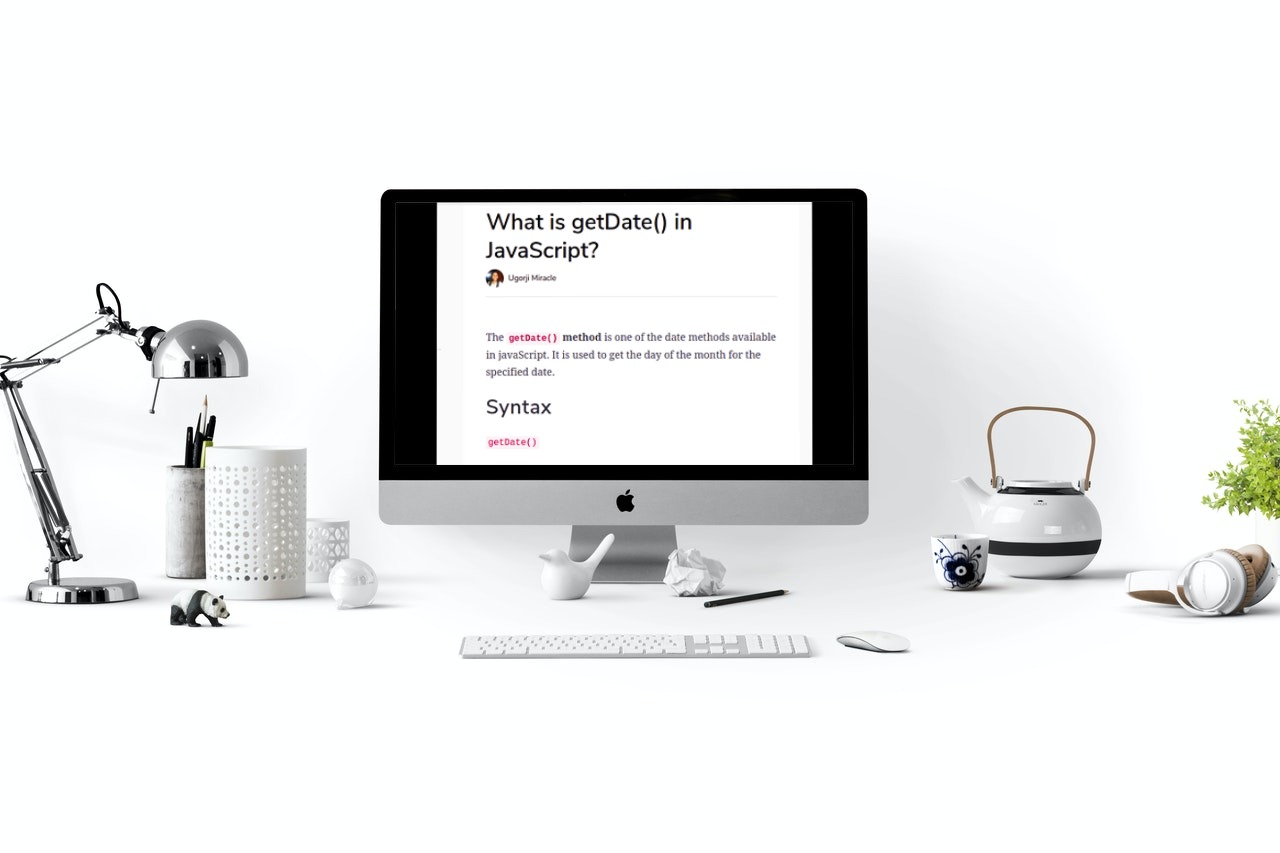 What is getDate() in
JavaScript?
Ugorji Miracle
The getDate() method is one of the date methods available
in javaScript. It is used to get the day of the month for the
specified date.
Syntax
getDate()